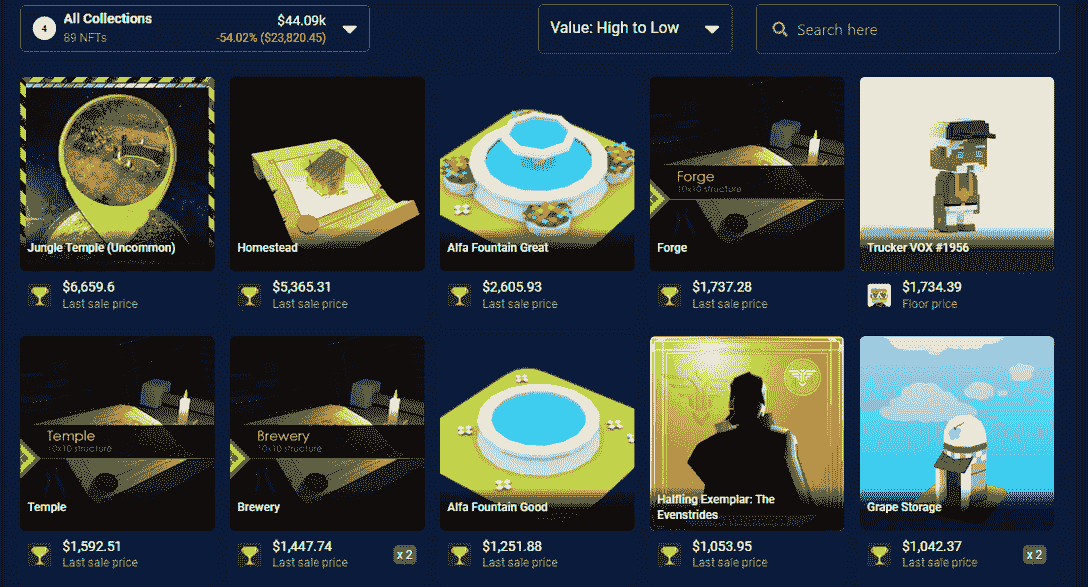 4
All Collections
89 NFTs
$44.09k
-54.02% ($23,820.45)
Value: High to Low
Search here
Jungle Temple (Uncommon)
$6,659.6
Last sale price
Homestead
$5,365.31
Last sale price
Alfa Fountain Great
$2,605.93
Last sale price
Forge
10x10 structure
Forge
$1,737.28
Last sale price
Trucker VOX #1956
$1,734.39
Floor price
Temple
10x10 structure
Temple
$1,592.51
Last sale price
Brewery
10x10 structure
Brewery
$1,447.74
Last sale price
x 2
Alfa Fountain Good
$1,251.88
Last sale price
Halfling Exemplar: The
Evenstrides
$1,053.95
Last sale price
Grape Storage
$1,042.37
Last sale price
x 2